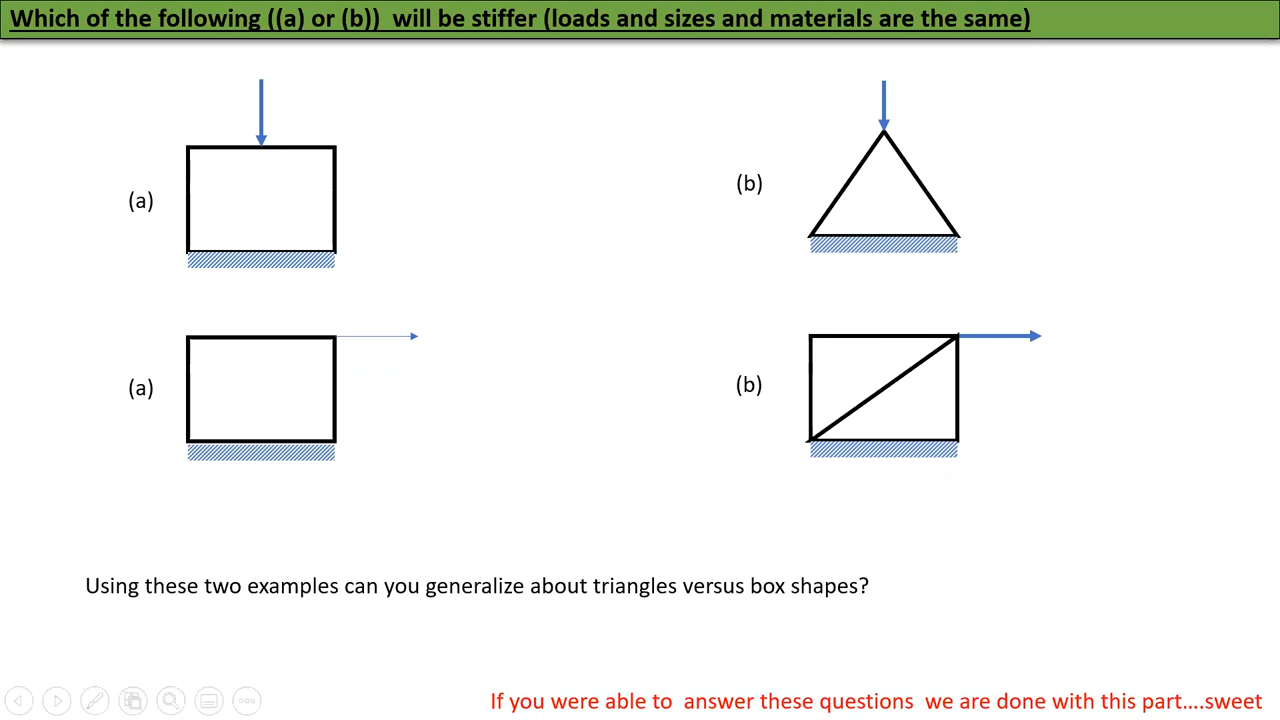 Which of the following ((a) or (b))  will be stiffer (loads and sizes and materials are the same)
(a)
(b)
(a)
(b)
Using these two examples can you generalize about triangles versus box shapes?
If you were able to  answer these questions  we are done with this part....sweet